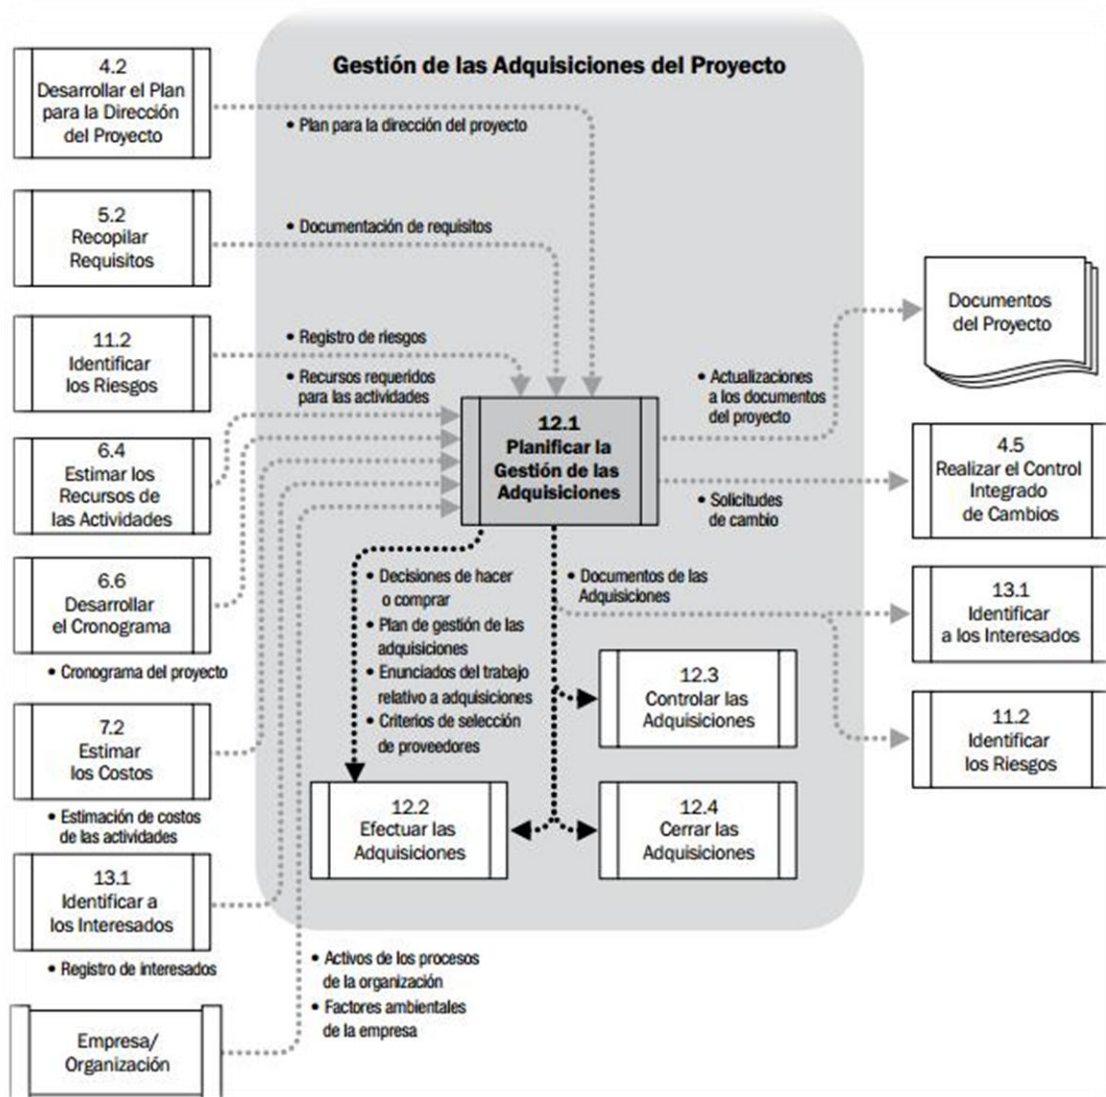 Gestión de las Adquisiciones del Proyecto
4.2
Desarrollar el Plan
para la Dirección
del Proyecto
• Plan para la dirección del proyecto
5.2
Recopilar
Requisitos
• Documentación de requisitos
11.2
Identificar
los Riesgos
• Registro de riesgos
• Recursos requeridos
para las actividades
6.4
Estimar los
Recursos de
las Actividades
6.6
Desarrollar
el Cronograma
• Cronograma del proyecto
7.2
Estimar
los Costos
• Estimación de costos
de las actividades
13.1
Identificar a
los Interesados
• Registro de interesados
Empresa/
Organización
• Activos de los procesos
de la organización
• Factores ambientales
de la empresa
12.1
Planificar la
Gestión de las
Adquisiciones
• Decisiones de hacer
o comprar
• Plan de gestión de las
adquisiciones
• Enunciados del trabajo
relativo a adquisiciones
• Criterios de selección
de proveedores
12.2
Efectuar las
Adquisiciones
• Documentos de las
Adquisiciones
12.3
Controlar las
Adquisiciones
12.4
Cerrar las
Adquisiciones
• Actualizaciones
a los documentos
del proyecto
• Solicitudes
de cambio
Documentos
del Proyecto
4.5
Realizar el Control
Integrado
de Cambios
13.1
Identificar
a los Interesados
11.2
Identificar
los Riesgos